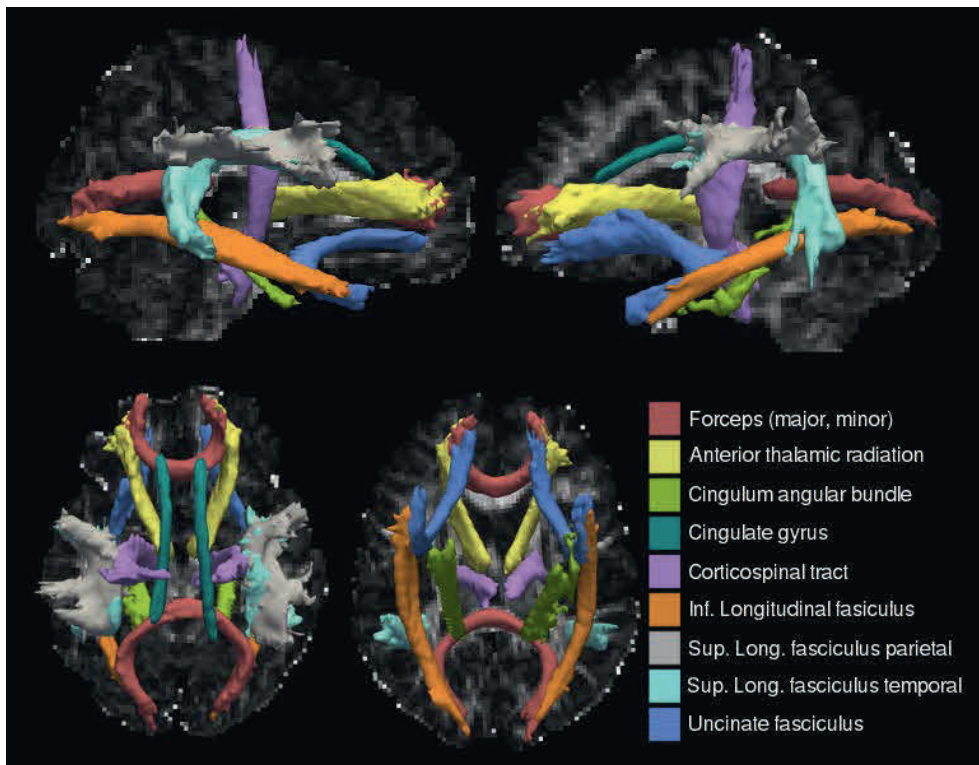 Forceps (major, minor)
Anterior thalamic radiation
Cingulum angular bundle
Cingulate gyrus
Corticospinal tract
Inf. Longitudinal fasiculus
Sup. Long. fasciculus parietal
Sup. Long. fasciculus temporal
Uncinate fasciculus